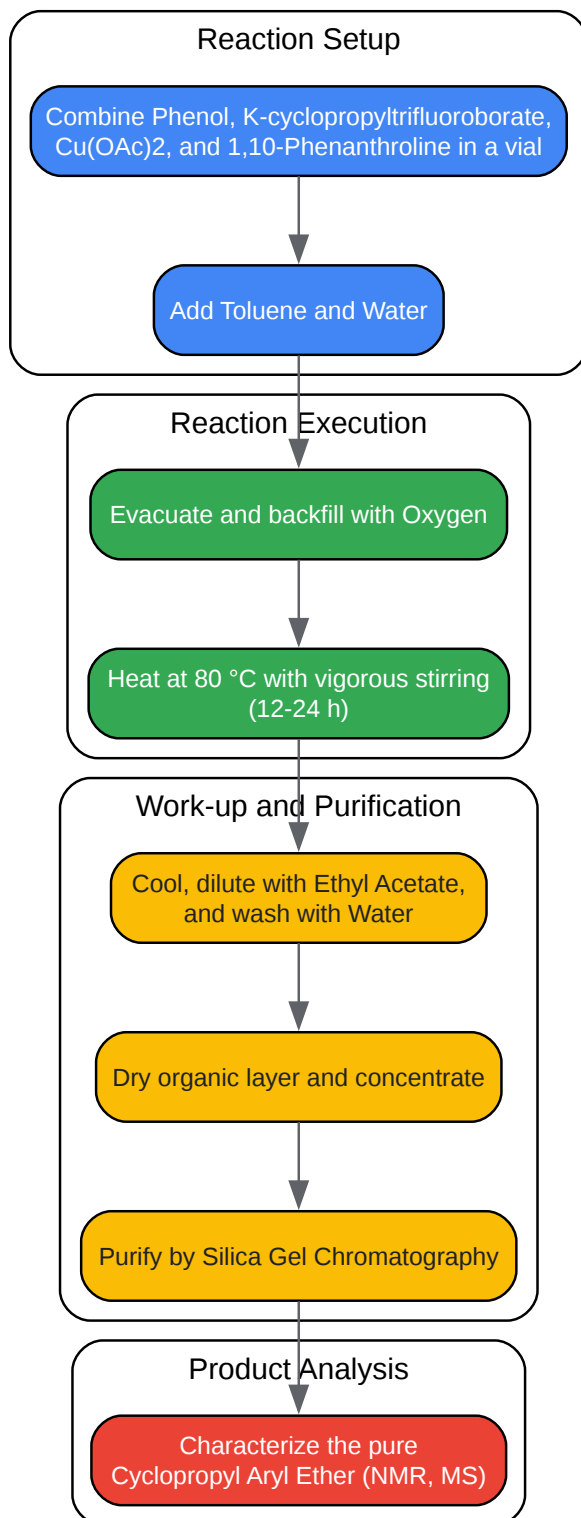 Reaction Setup
Combine Phenol, K-cyclopropyltrifluoroborate,
Cu(OAc)2, and 1,10-Phenanthroline in a vial
Add Toluene and Water
Reaction Execution
Evacuate and backfill with Oxygen
Heat at 80 °C with vigorous stirring
(12-24 h)
Work-up and Purification
Cool, dilute with Ethyl Acetate,
and wash with Water
Dry organic layer and concentrate
Purify by Silica Gel Chromatography
Product Analysis
Characterize the pure
Cyclopropyl Aryl Ether (NMR, MS)